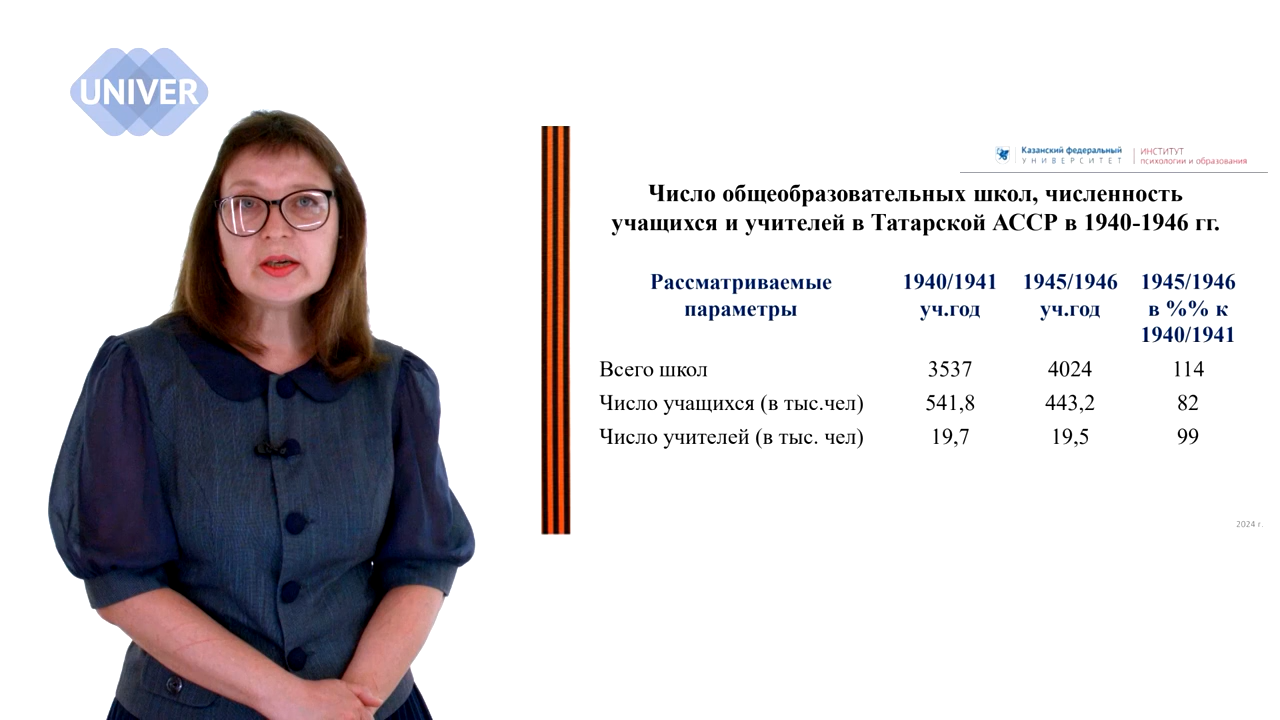 UNIVER
Казанский федеральный
УНИВЕРСИТЕТ
ИНСТИТУТ
психологии и образования
Число общеобразовательных школ, численность
учащихся и учителей в Татарской АССР в 1940-1946 гг.
Рассматриваемые параметры 1940/1941 уч.год 1945/1946 уч.год 1945/1946 в %% к 1940/1941
Всего школ 3537 4024 114
Число учащихся (в тыс.чел) 541,8 443,2 82
Число учителей (в тыс. чел) 19,7 19,5 99
2024 г.